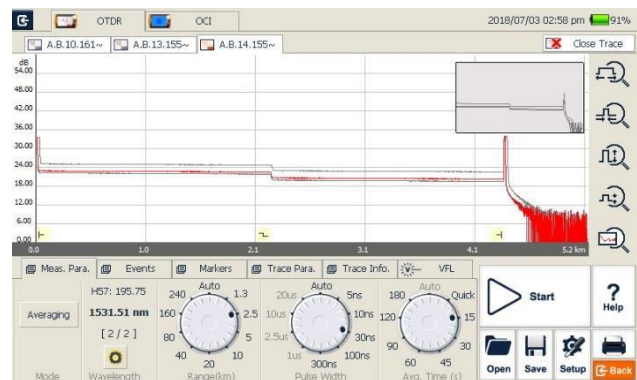 OTDR OCI 2018/07/03 02:58 pm 91%
A.B.10.161~ A.B.13.155~ A.B.14.155~ Close Trace
dB
54.00
48.00
42.00
36.00
30.00
24.00
18.00
12.00
6.00
0.00
0.0 1.0 2.1 3.1 4.1 5.2 km
Meas. Para. Events Markers Trace Para. Trace Info. VFL
Averaging
Mode
H57: 195.75
1531.51 nm
[ 2 / 2 ]
Wavelength
Auto
240 1.3
160 2.5
80 5
40 10
20
Range(km)
Auto
20us 5ns
10us 10ns
2.5us 30ns
1us 100ns
300ns
Pulse Width
Auto
180 Quick
120 15
90 30
60 45
Avg. Time (s)
Start
?
Help
Open Save Setup Back